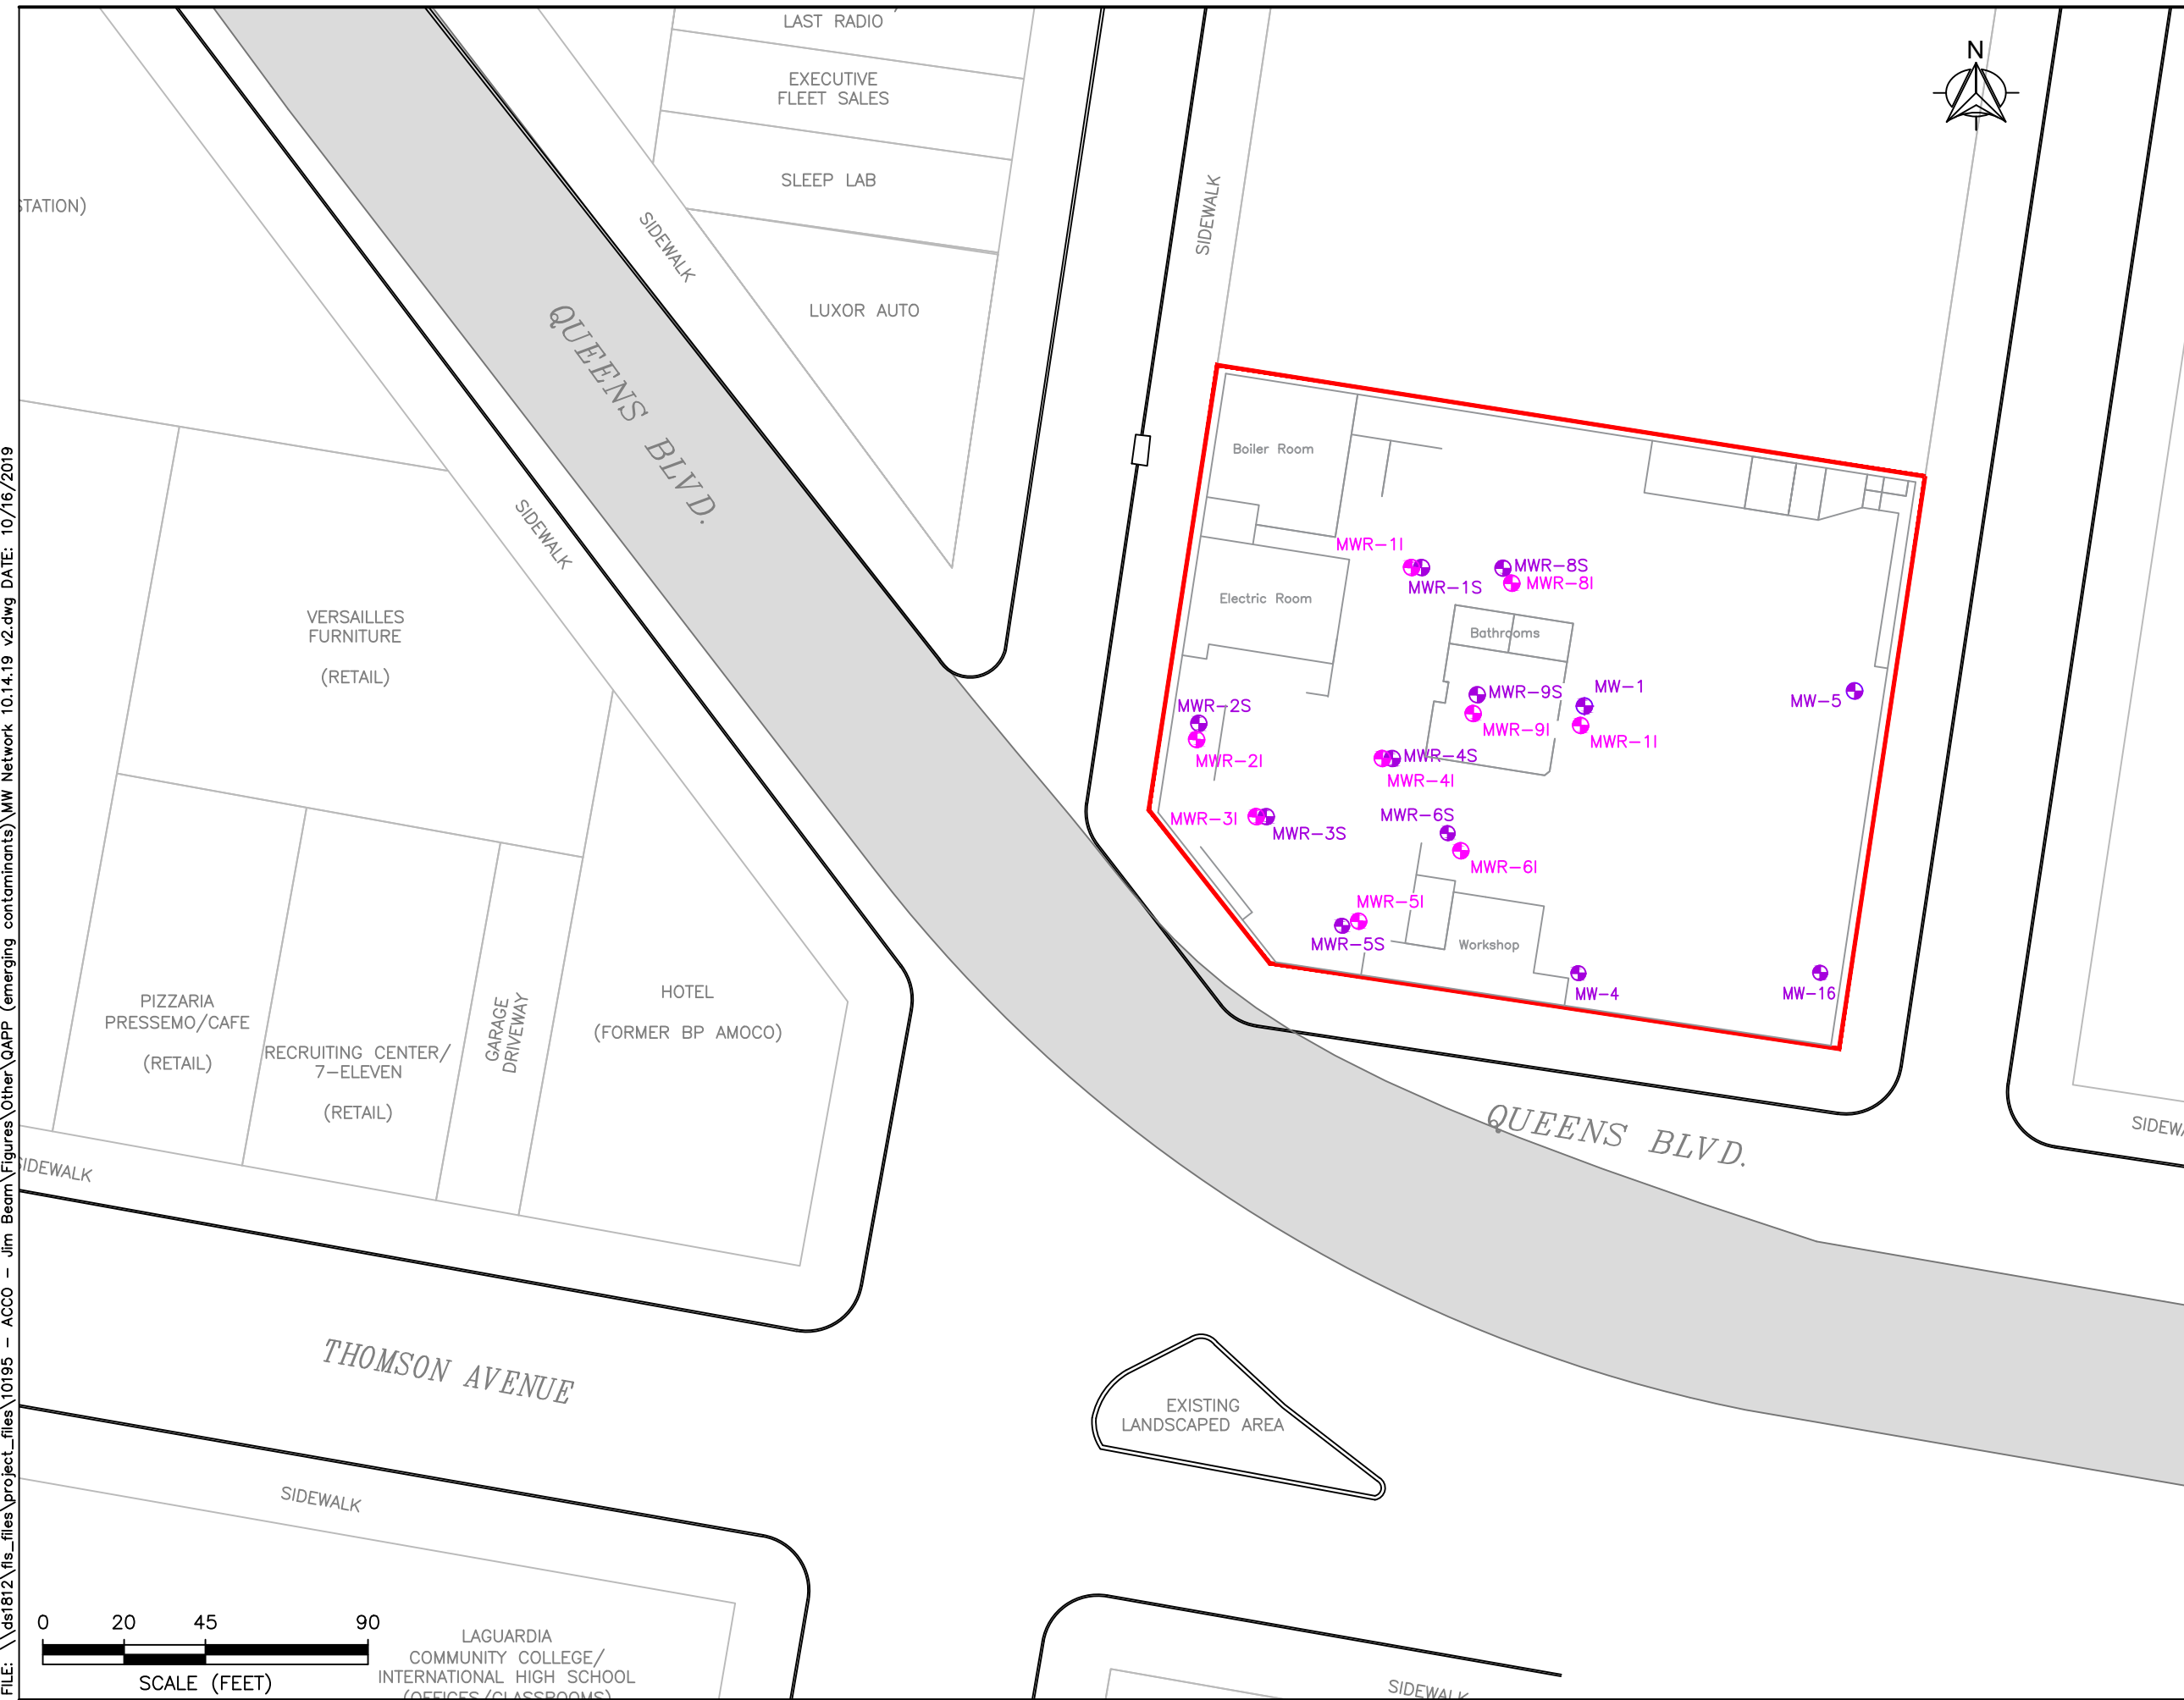 LAST RADIO
EXECUTIVE
FLEET SALES
SLEEP LAB
LUXOR AUTO
N
SIDEWALK
SIDEWALK
STATION)
QUEENS BLVD.
SIDEWALK
VERSAILLES
FURNITURE
(RETAIL)
PIZZARIA
PRESSEMO/CAFE
(RETAIL)
RECRUITING CENTER/
7-ELEVEN
(RETAIL)
GARAGE
DRIVEWAY
HOTEL
(FORMER BP AMOCO)
SIDEWALK
Boiler Room
Electric Room
Bathrooms
Workshop
MWR-1I
MWR-1S
MWR-8S
MWR-8I
MWR-9S
MWR-9I
MW-1
MWR-1I
MW-5
MWR-2S
MWR-2I
MWR-4S
MWR-4I
MWR-3I
MWR-3S
MWR-6S
MWR-6I
MWR-5I
MWR-5S
MW-4
MW-16
QUEENS BLVD.
SIDEWA
THOMSON AVENUE
EXISTING
LANDSCAPED AREA
SIDEWALK
0 20 45 90
SCALE (FEET)
LAGUARDIA
COMMUNITY COLLEGE/
INTERNATIONAL HIGH SCHOOL
(OFFICES/CLASSROOMS)
SIDEWALK
FILE: \\ds1812\fls_files\project_files\10195 - ACCO - Jim Beam\Figures\Other\QAPP (emerging contaminants)\MW Network 10.14.19 v2.dwg DATE: 10/16/2019